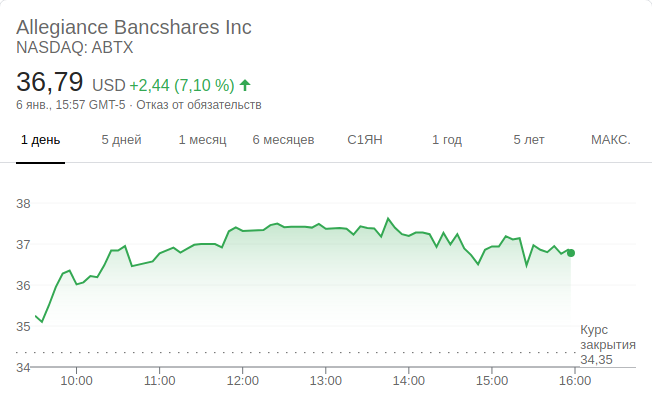 Allegiance Bancshares Inc
NASDAQ: ABTX
36,79 USD +2,44 (7,10 %)
6 янв., 15:57 GMT-5 · Отказ от обязательств
1 день 5 дней 1 месяц 6 месяцев С1ЯН 1 год 5 лет МАКС.
38
37
36
35
Курс
закрытия
34,35
34
10:00 11:00 12:00 13:00 14:00 15:00 16:00